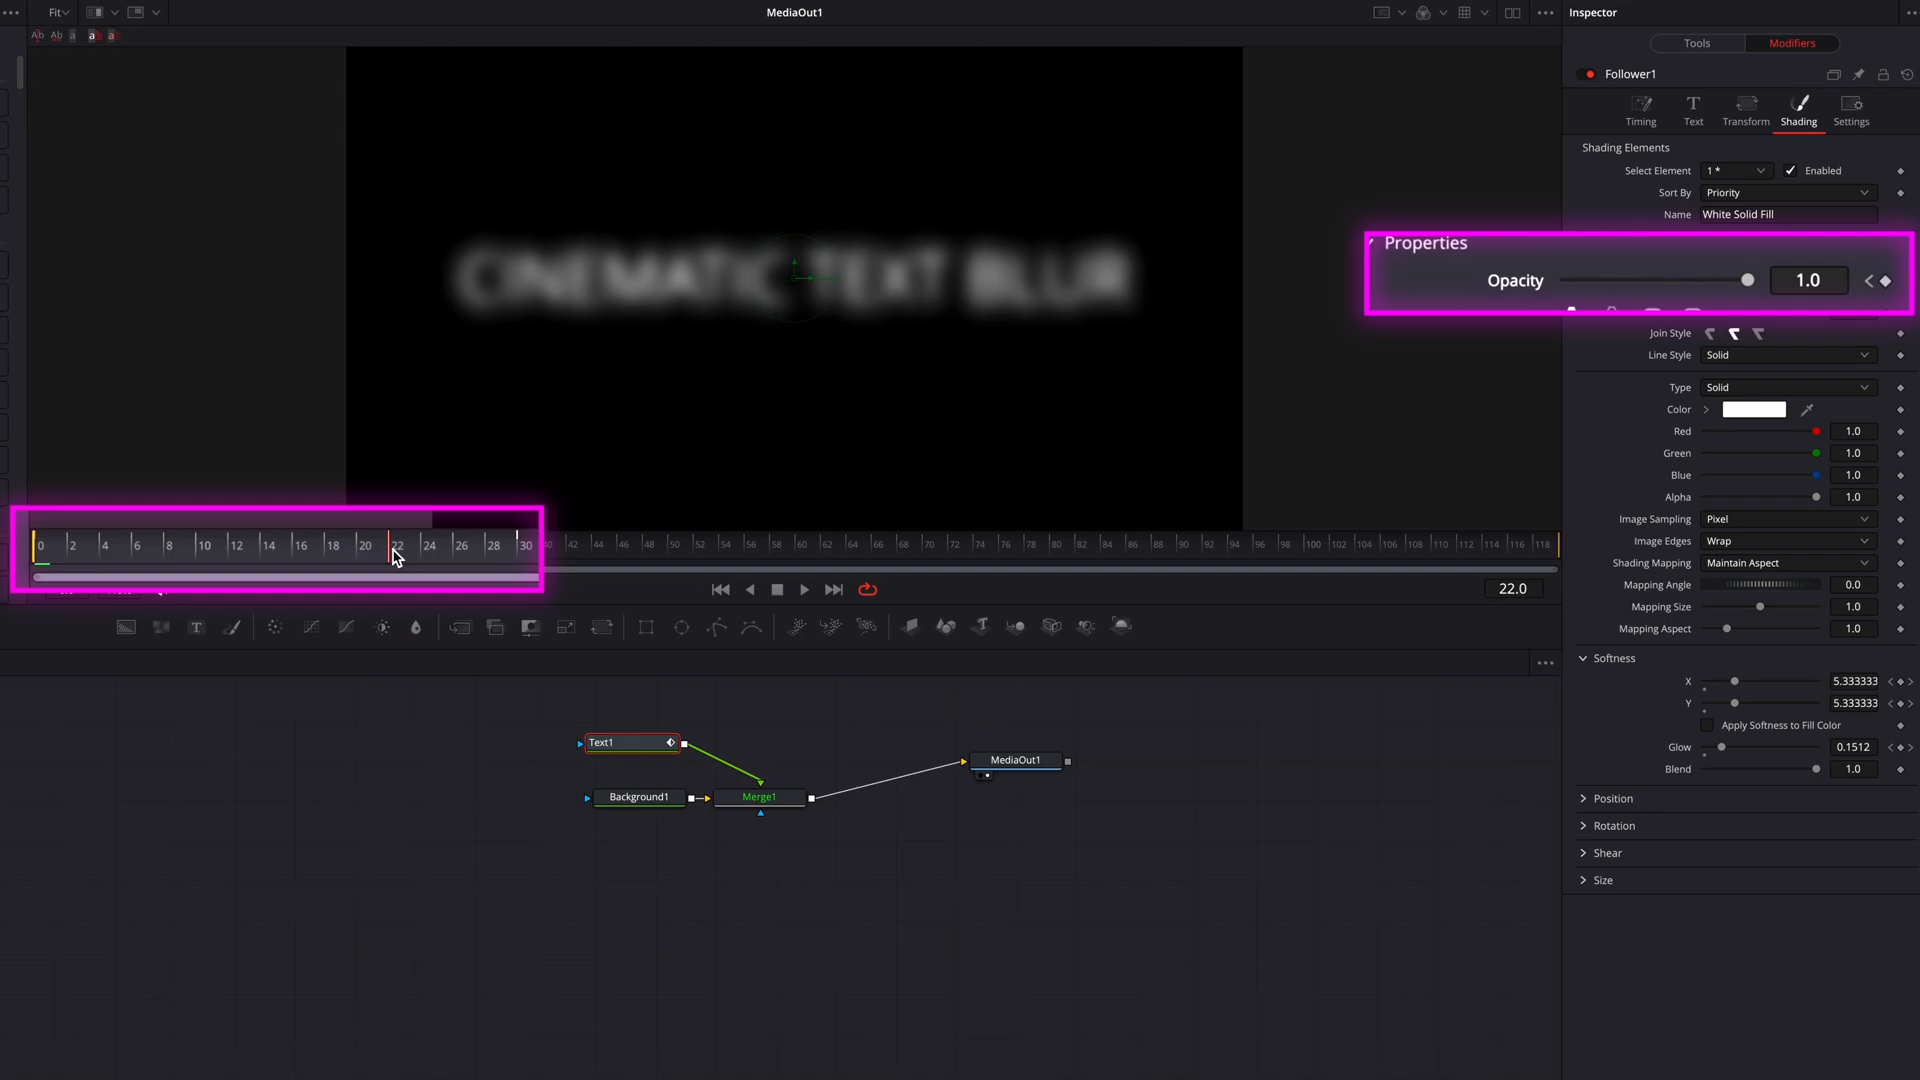 Fit
MediaOut1
Inspector
Ab Ab a a a
Tools Modifiers
Follower1
Timing Text Transform Shading Settings
Shading Elements
Select Element 1 * Enabled
Sort By Priority
Name White Solid Fill
CINEMATIC TEXT BLUR
Properties
Opacity 1.0
Join Style
Line Style Solid
Type Solid
Color
Red 1.0
Green 1.0
Blue 1.0
Alpha 1.0
Image Sampling Pixel
Image Edges Wrap
Shading Mapping Maintain Aspect
Mapping Angle 0.0
Mapping Size 1.0
Mapping Aspect 1.0
Softness
X 5.333333
Y 5.333333
Apply Softness to Fill Color
Glow 0.1512
Blend 1.0
Position
Rotation
Shear
Size
0 2 4 6 8 10 12 14 16 18 20 22 24 26 28 30 40 42 44 46 48 50 52 54 56 58 60 62 64 66 68 70 72 74 76 78 80 82 84 86 88 90 92 94 96 98 100 102 104 106 108 110 112 114 116 118
22.0
T
T
Text1
MediaOut1
Background1
Merge1